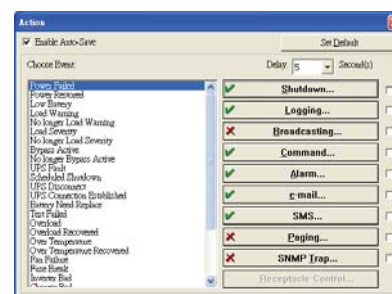 Action
Enable Auto-Save
Set Default
Choose Event:
Delay: 5 Second(s)
Power Failed
Power Restored
Low Battery
Load Warning
No longer Load Warning
Load Severity
No longer Load Severity
Bypass Active
No longer Bypass Active
UPS Fault
Scheduled Shutdown
UPS Disconnect
UPS Connection Established
Battery Need Replace
Test Failed
Overload
Overload Recovered
Over Temperature
Over Temperature Recovered
Fan Failure
Fuse Break
Inverter Bad
Shutdown...
Logging...
Broadcasting...
Command...
Alarm...
e-mail...
SMS...
Paging...
SNMP Trap...
Receptacle Control...